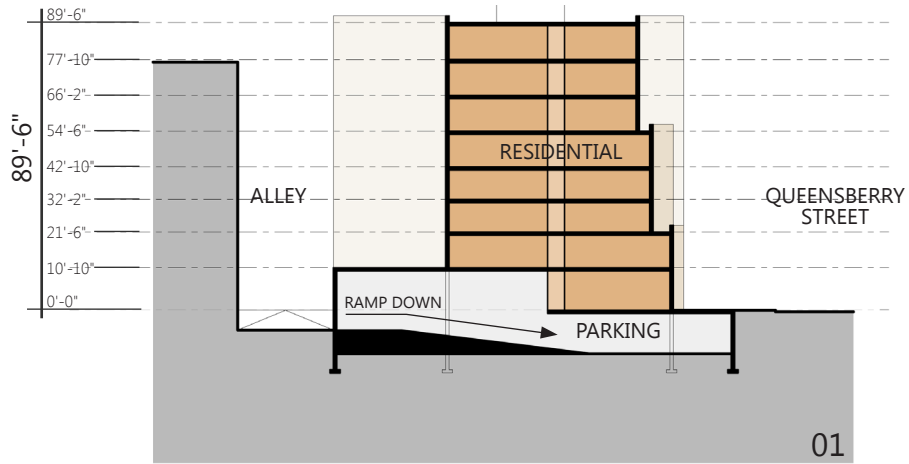 89'-6"
77'-10"
66'-2"
54'-6"
42'-10"
32'-2"
21'-6"
10'-10"
0'-0"
89'-6"
ALLEY
RESIDENTIAL
QUEENSBERRY
STREET
RAMP DOWN
PARKING
01